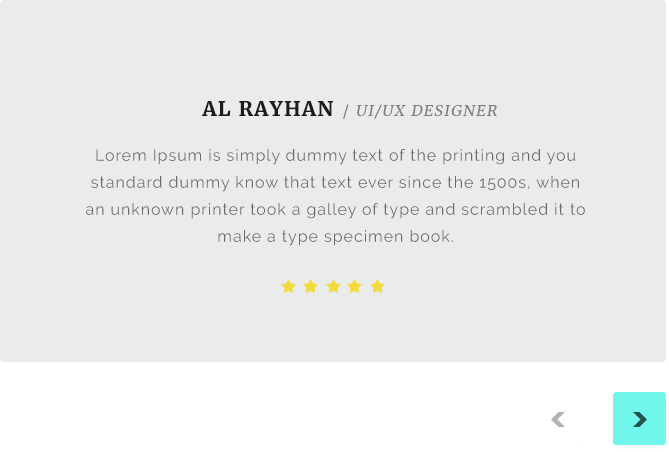 AL RAYHAN / UI/UX DESIGNER
Lorem Ipsum is simply dummy text of the printing and you
standard dummy know that text ever since the 1500s, when
an unknown printer took a galley of type and scrambled it to
make a type specimen book.